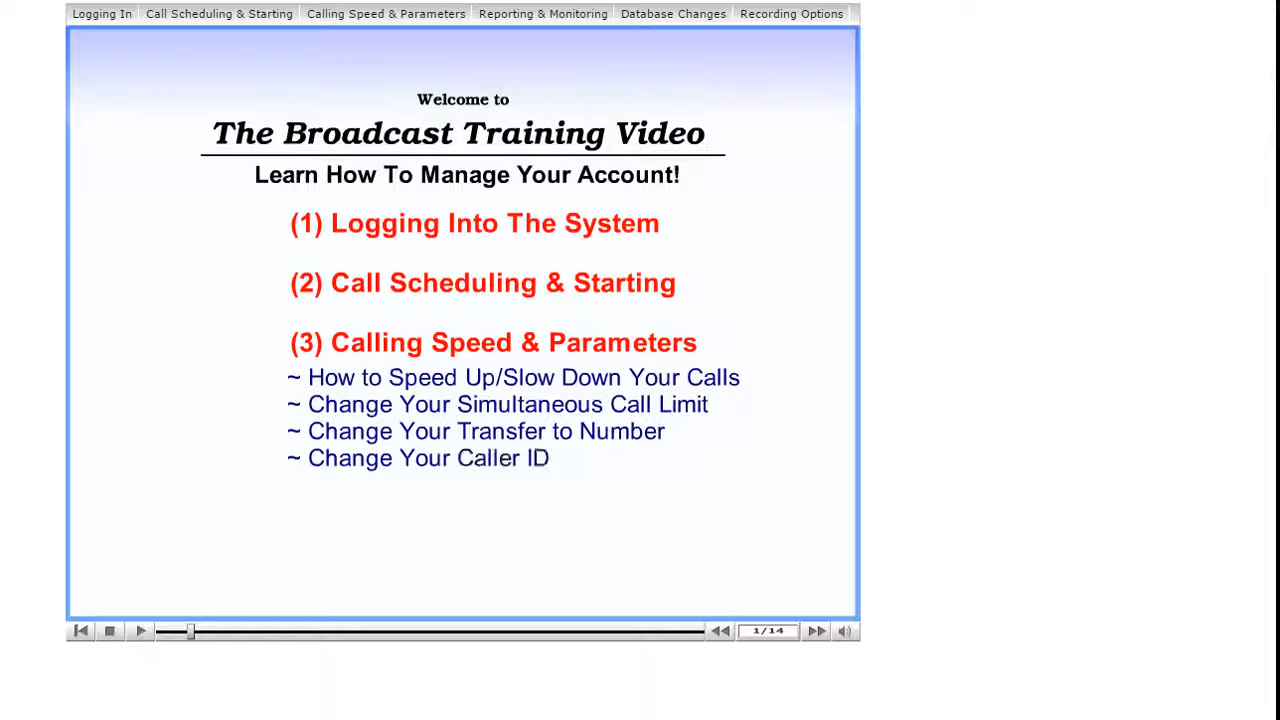 Logging In Call Scheduling & Starting Calling Speed & Parameters Reporting & Monitoring Database Changes Recording Options
Welcome to
The Broadcast Training Video
Learn How To Manage Your Account!
(1) Logging Into The System
(2) Call Scheduling & Starting
(3) Calling Speed & Parameters
~ How to Speed Up/Slow Down Your Calls
~ Change Your Simultaneous Call Limit
~ Change Your Transfer to Number
~ Change Your Caller ID
1/14